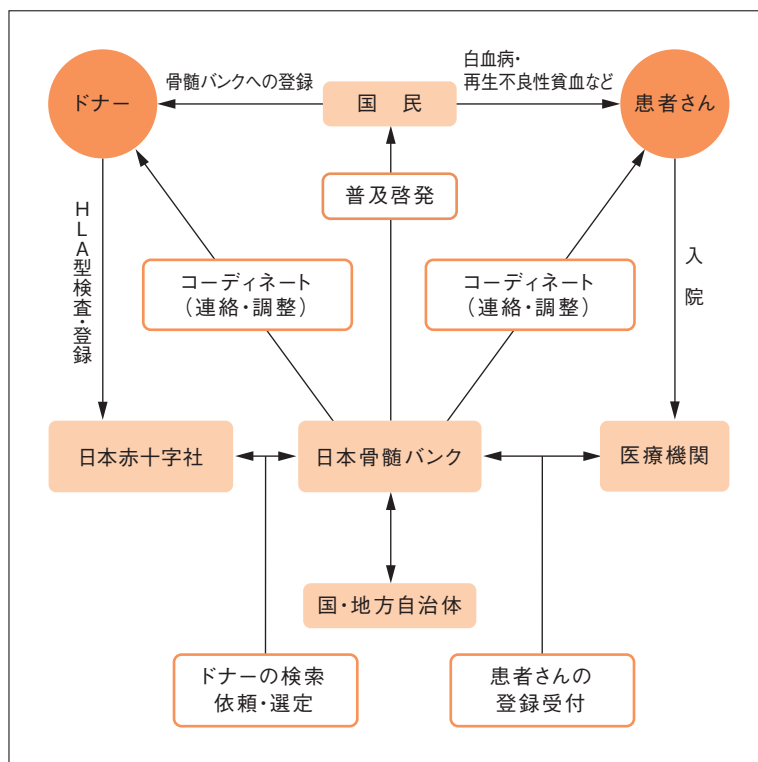 骨髄バンクへの登録
白血病・
再生不良性貧血など
ドナー
国 民
患者さん
普及啓発
HLA型検査・登録
コーディネート
(連絡・調整)
コーディネート
(連絡・調整)
入院
日本赤十字社
日本骨髄バンク
医療機関
国・地方自治体
ドナーの検索
依頼・選定
患者さんの
登録受付